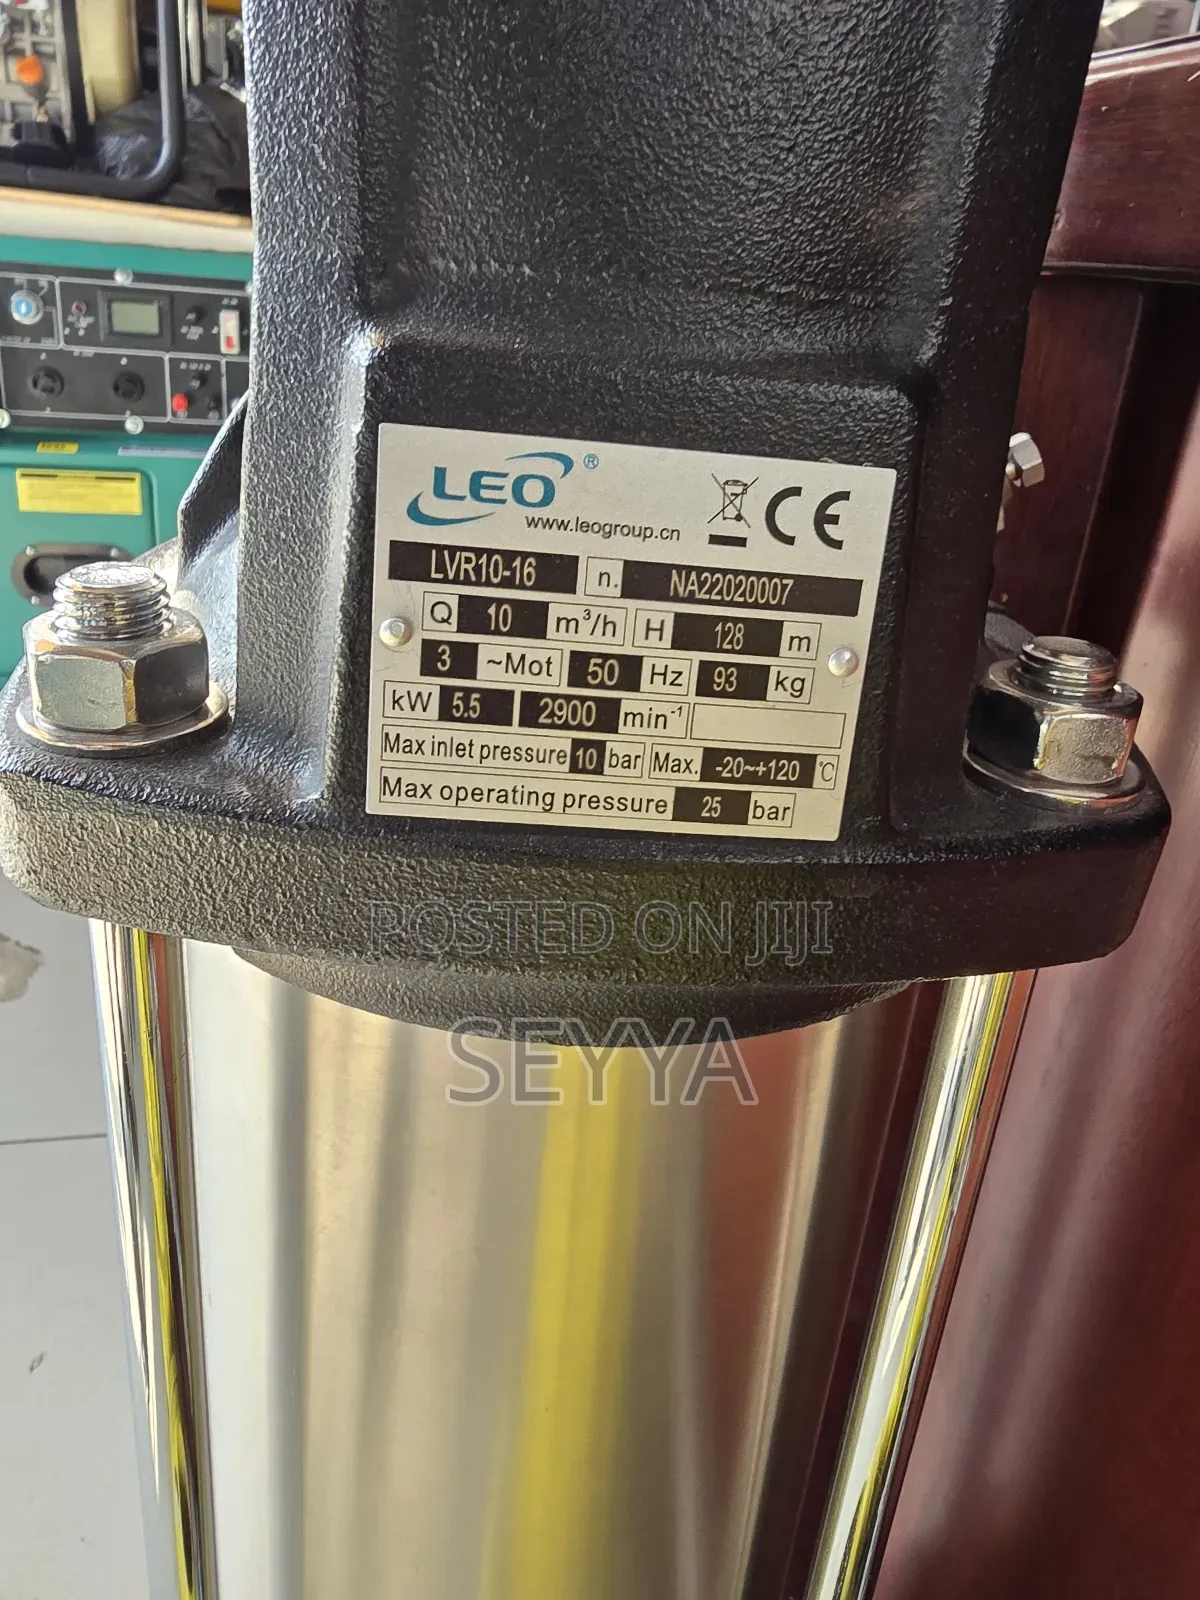 LEO®
www.leogroup.cn
CE
LVR10-16 n. NA22020007
Q 10 m³/h H 128 m
3 ~Mot 50 Hz 93 kg
kW 5.5 2900 min⁻¹
Max inlet pressure 10 bar Max. -20~+120 ℃
Max operating pressure 25 bar
POSTED ON JIJI
SEYYA